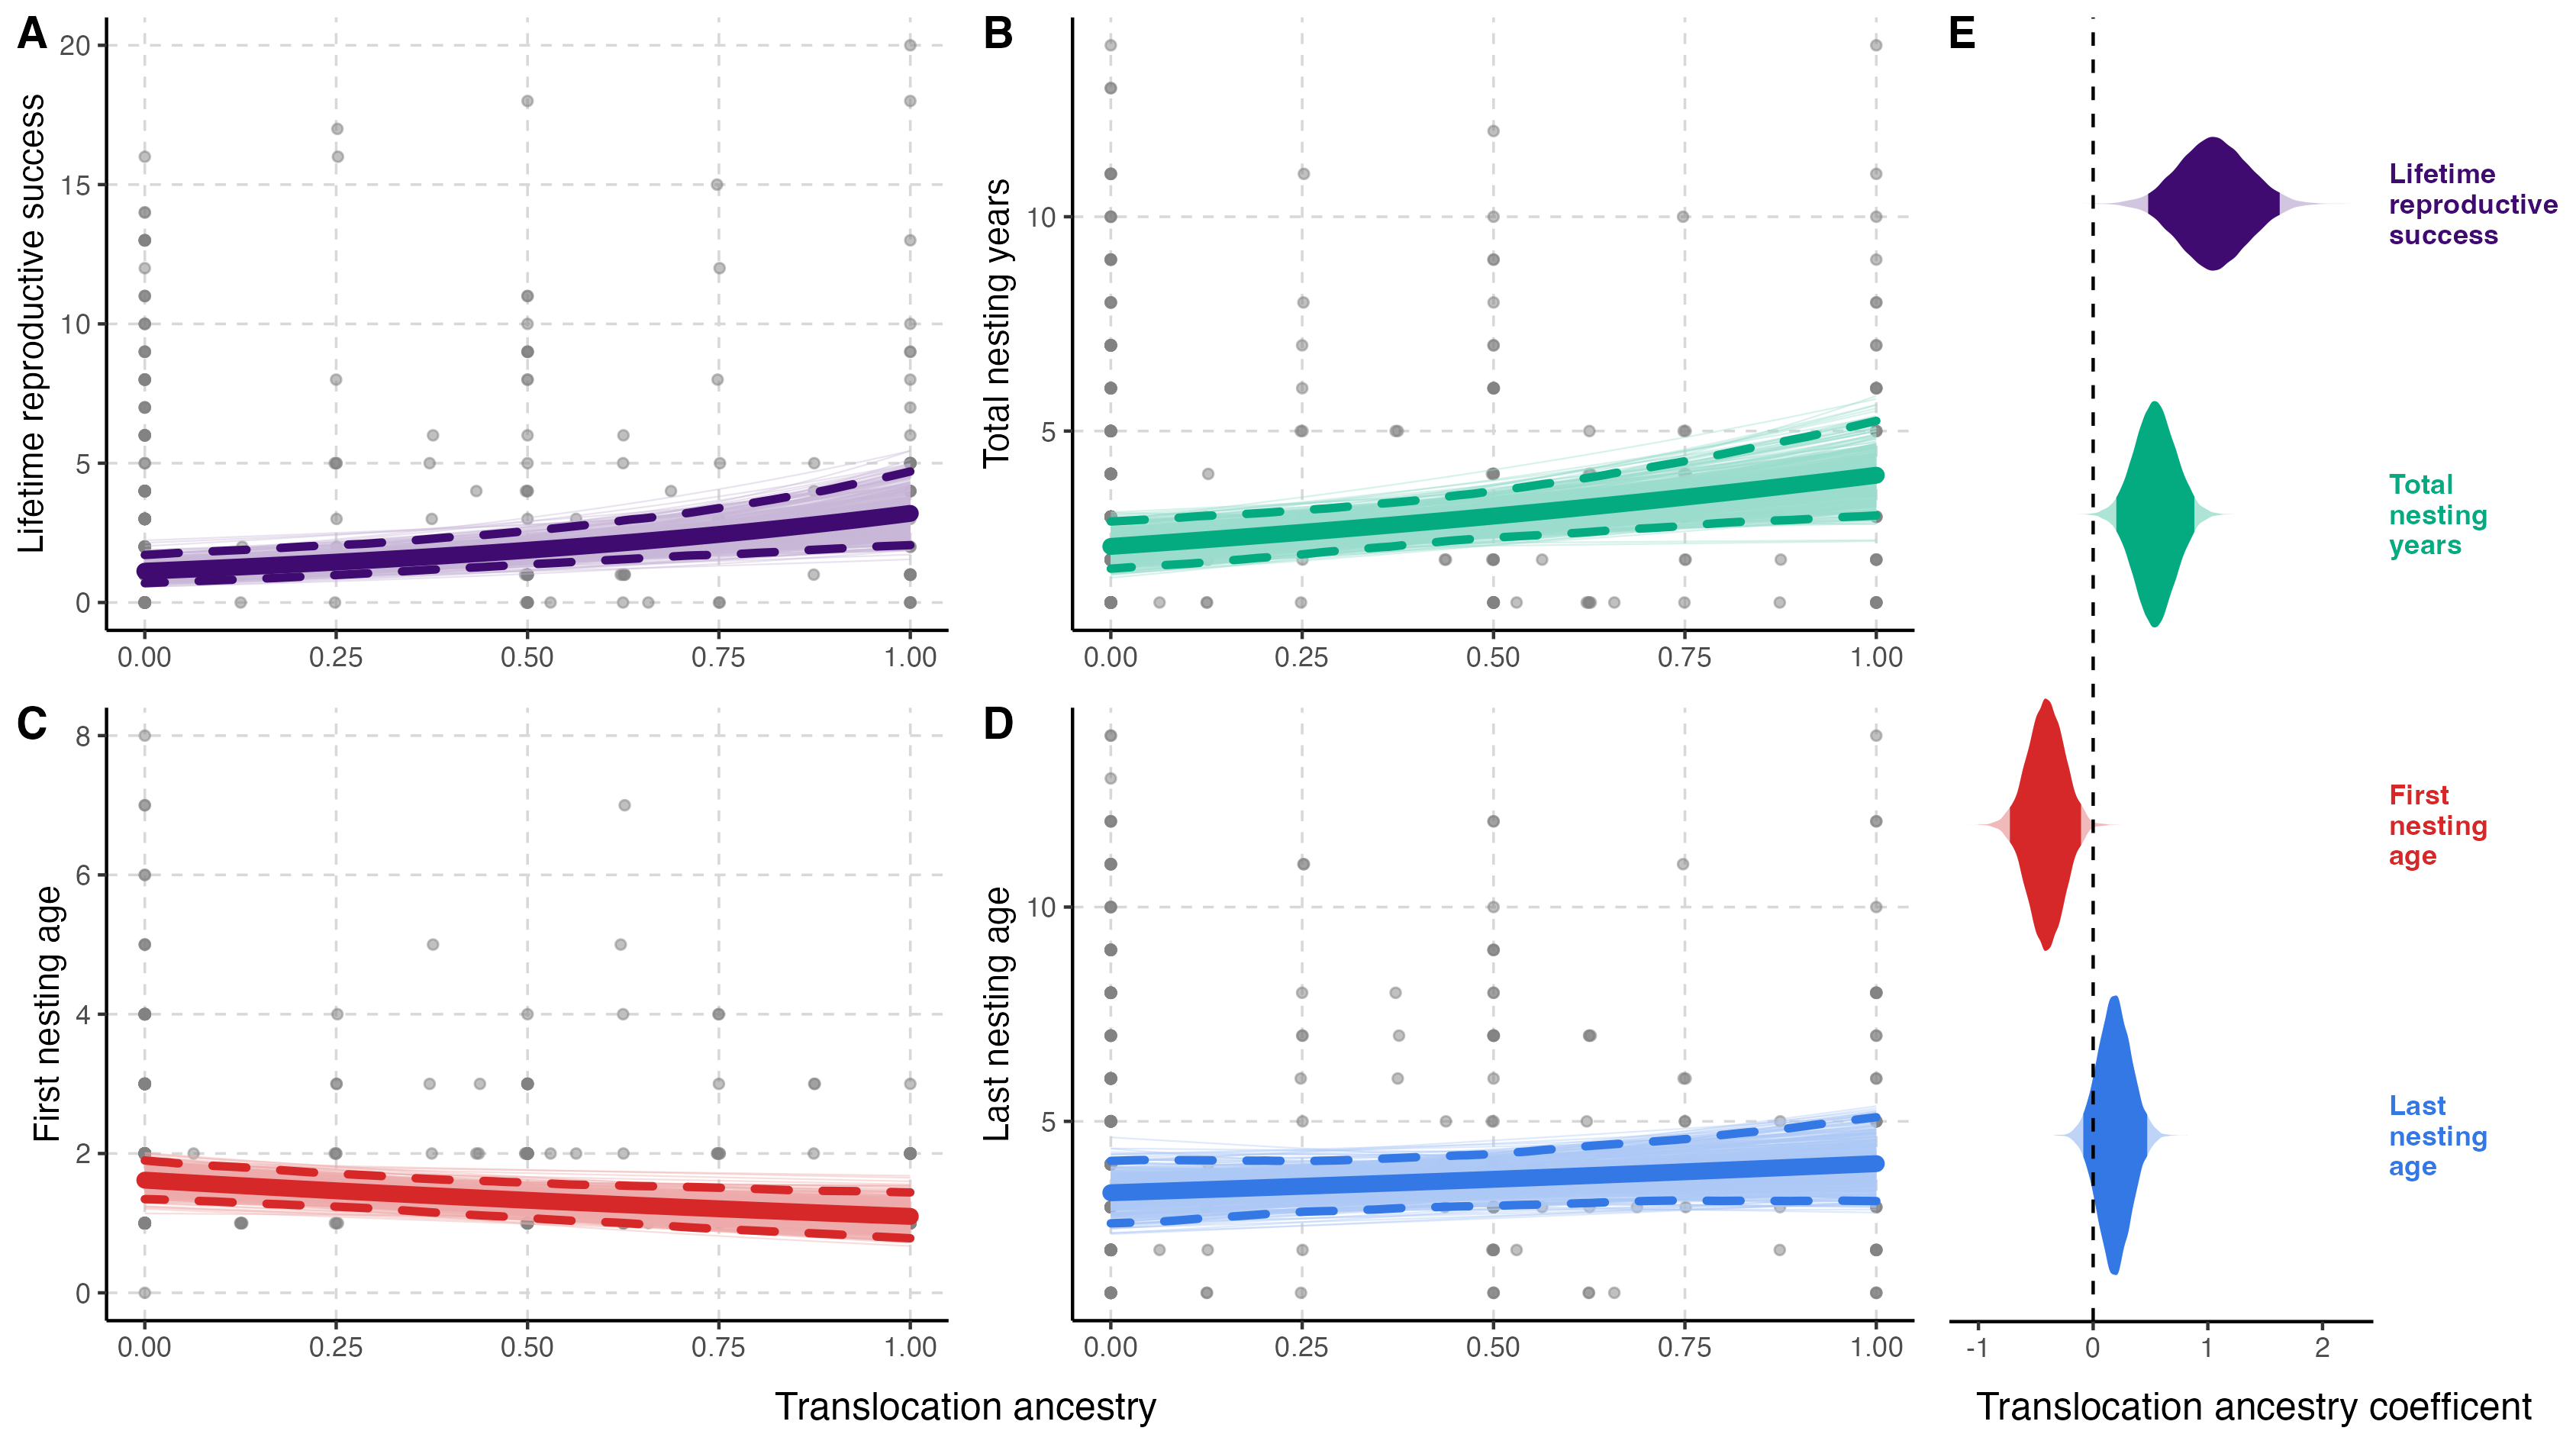 A
Lifetime reproductive success
20
15
10
5
0
0.00 0.25 0.50 0.75 1.00
B
Total nesting years
10
5
0.00 0.25 0.50 0.75 1.00
C
First nesting age
8
6
4
2
0
0.00 0.25 0.50 0.75 1.00
D
Last nesting age
10
5
0.00 0.25 0.50 0.75 1.00
Translocation ancestry
E
Lifetime
reproductive
success
Total
nesting
years
First
nesting
age
Last
nesting
age
-1 0 1 2
Translocation ancestry coefficent